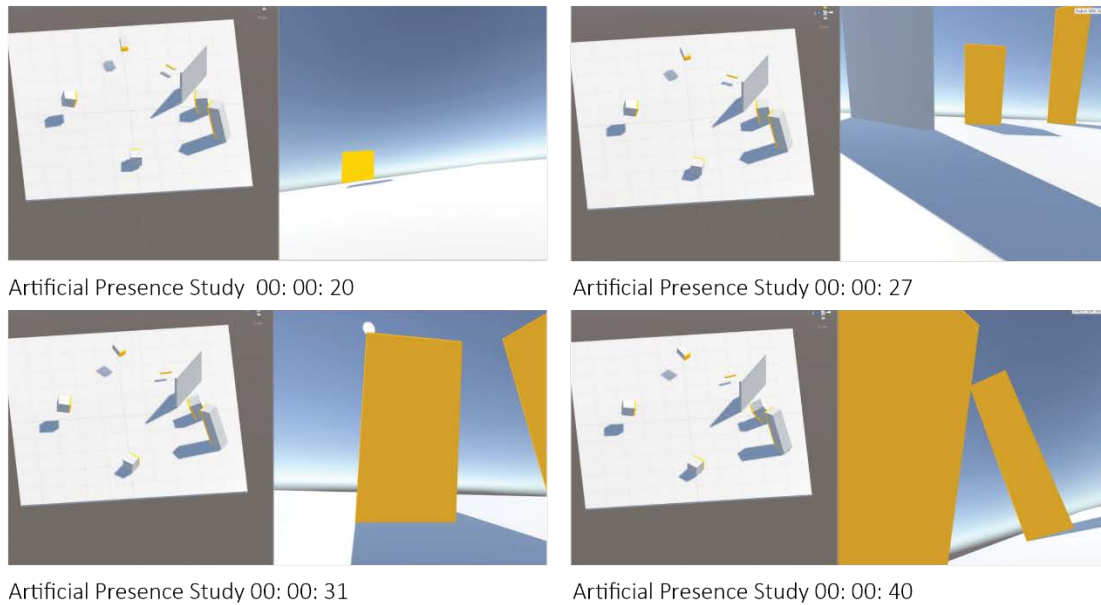 Artificial Presence Study 00: 00: 20
Artificial Presence Study 00: 00: 27
Artificial Presence Study 00: 00: 31
Artificial Presence Study 00: 00: 40